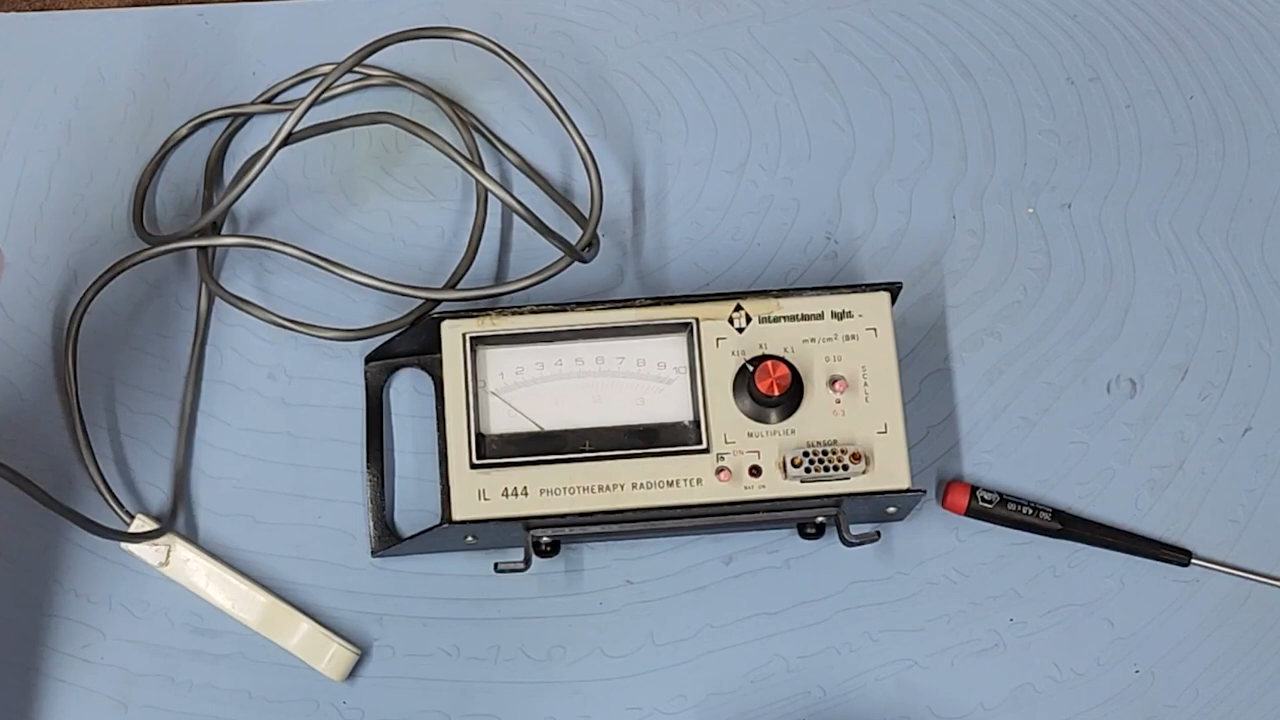 international light
mW/cm² (BR)
X10 X1 X.1
0-10
SCALE
0-3
MULTIPLIER
SENSOR
ON
BAT ON
0 1 2 3 4 5 6 7 8 9 10
0 1 2 3
IL 444 PHOTOTHERAPY RADIOMETER